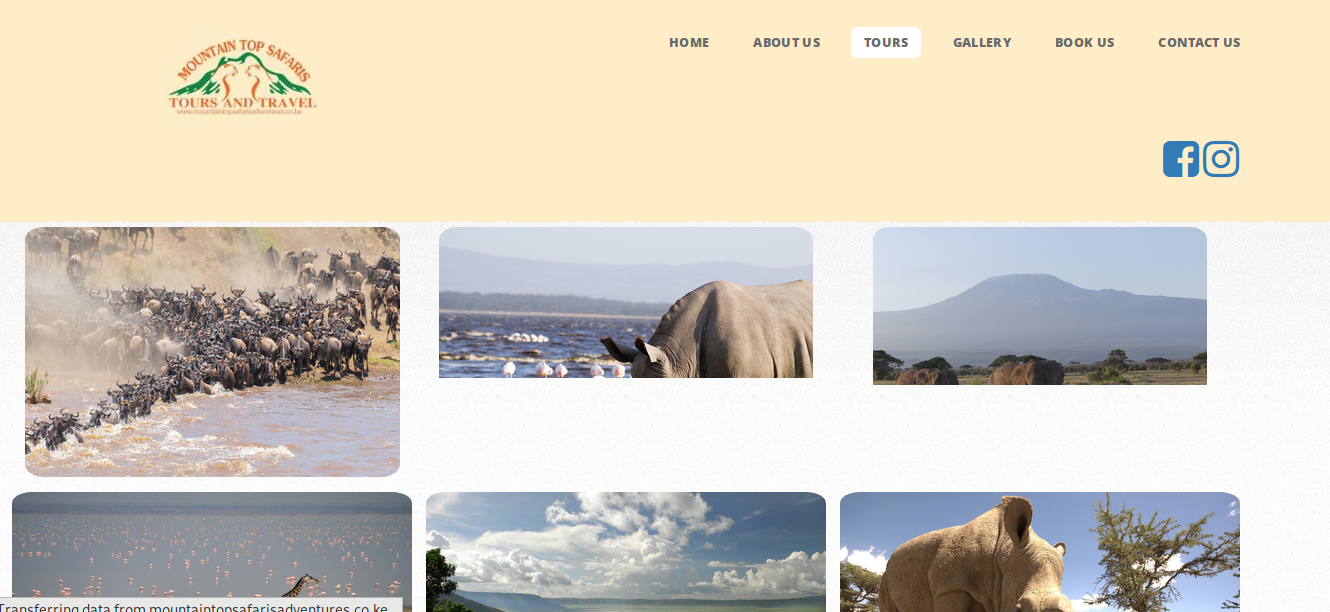 MOUNTAIN TOP SAFARIS
TOURS AND TRAVEL
www.mountaintopsafarisadventures.co.ke
HOME ABOUT US TOURS GALLERY BOOK US CONTACT US
Transferring data from mountaintopsafarisadventures.co.ke